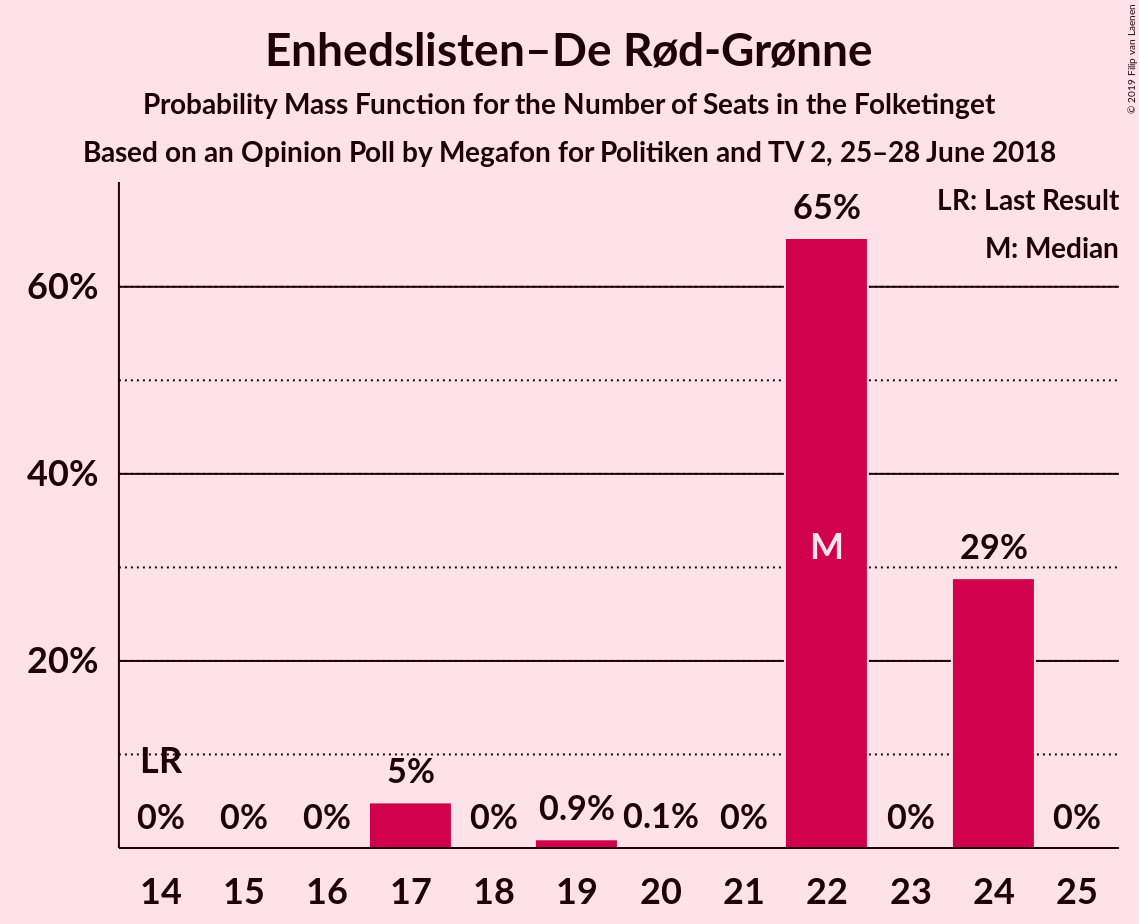 Enhedslisten–De Rød-Grønne
Probability Mass Function for the Number of Seats in the Folketinget
Based on an Opinion Poll by Megafon for Politiken and TV 2, 25–28 June 2018
© 2019 Filip van Laenen
LR: Last Result
M: Median
60%
40%
20%
LR
M
0% 0% 0% 5% 0% 0.9% 0.1% 0% 65% 0% 29% 0%
14 15 16 17 18 19 20 21 22 23 24 25